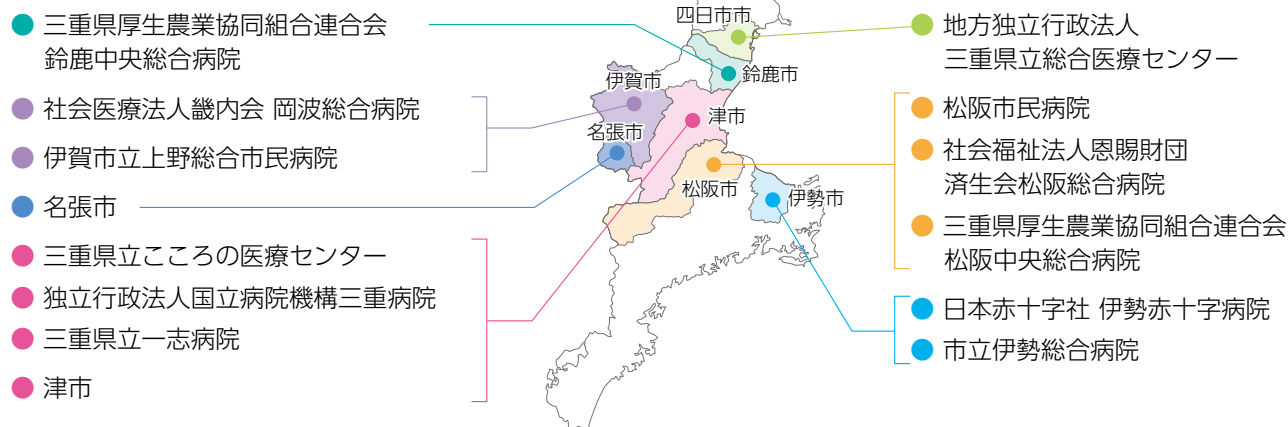 三重県厚生農業協同組合連合会
鈴鹿中央総合病院
社会医療法人畿内会 岡波総合病院
伊賀市立上野総合市民病院
名張市
三重県立こころの医療センター
独立行政法人国立病院機構三重病院
三重県立一志病院
津市
四日市市
鈴鹿市
伊賀市
津市
名張市
松阪市
伊勢市
地方独立行政法人
三重県立総合医療センター
松阪市民病院
社会福祉法人恩賜財団
済生会松阪総合病院
三重県厚生農業協同組合連合会
松阪中央総合病院
日本赤十字社 伊勢赤十字病院
市立伊勢総合病院